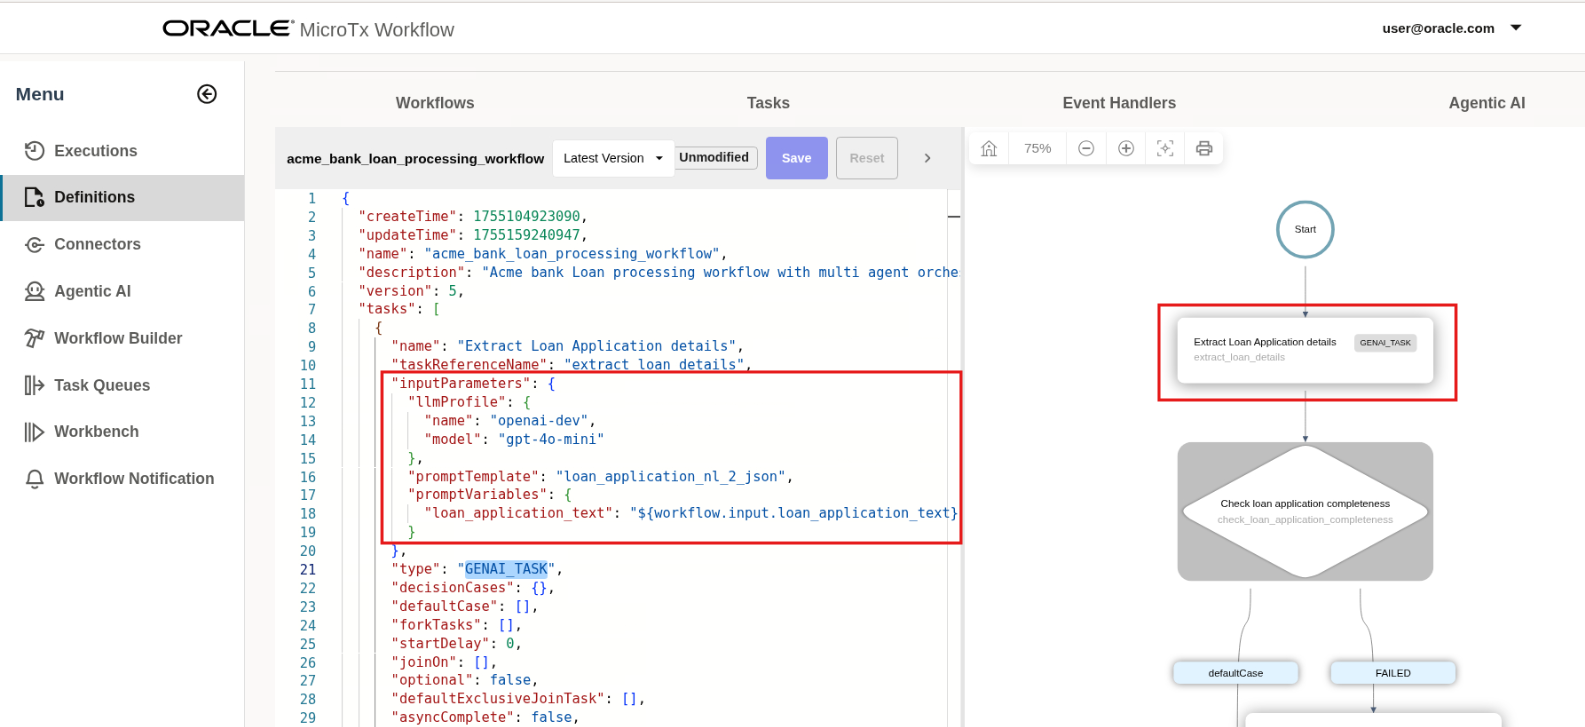 ORACLE® MicroTx Workflow
user@oracle.com
Menu
Executions
Definitions
Connectors
Agentic AI
Workflow Builder
Task Queues
Workbench
Workflow Notification
Workflows
Tasks
Event Handlers
Agentic AI
acme_bank_loan_processing_workflow
Latest Version
Unmodified
Save
Reset
1 {
2 "createTime": 1755104923090,
3 "updateTime": 1755159240947,
4 "name": "acme_bank_loan_processing_workflow",
5 "description": "Acme bank Loan processing workflow with multi agent orche
6 "version": 5,
7 "tasks": [
8 {
9 "name": "Extract Loan Application details",
10 "taskReferenceName": "extract_loan_details",
11 "inputParameters": {
12 "llmProfile": {
13 "name": "openai-dev",
14 "model": "gpt-4o-mini"
15 },
16 "promptTemplate": "loan_application_nl_2_json",
17 "promptVariables": {
18 "loan_application_text": "${workflow.input.loan_application_text}
19 }
20 },
21 "type": "GENAI_TASK",
22 "decisionCases": {},
23 "defaultCase": [],
24 "forkTasks": [],
25 "startDelay": 0,
26 "joinOn": [],
27 "optional": false,
28 "defaultExclusiveJoinTask": [],
29 "asyncComplete": false,
75%
Start
Extract Loan Application details
GENAI_TASK
extract_loan_details
Check loan application completeness
check_loan_application_completeness
defaultCase
FAILED